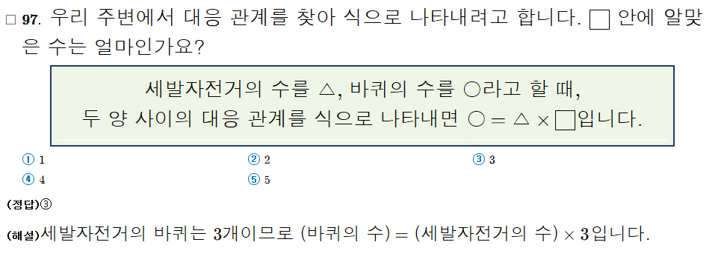 □ 97. 우리 주변에서 대응 관계를 찾아 식으로 나타내려고 합니다. □ 안에 알맞
은 수는 얼마인가요?
세발자전거의 수를 △, 바퀴의 수를 ○라고 할 때,
두 양 사이의 대응 관계를 식으로 나타내면 ○ = △ × □입니다.
① 1 ② 2 ③ 3
④ 4 ⑤ 5
(정답)③
(해설)세발자전거의 바퀴는 3개이므로 (바퀴의 수) = (세발자전거의 수) × 3입니다.